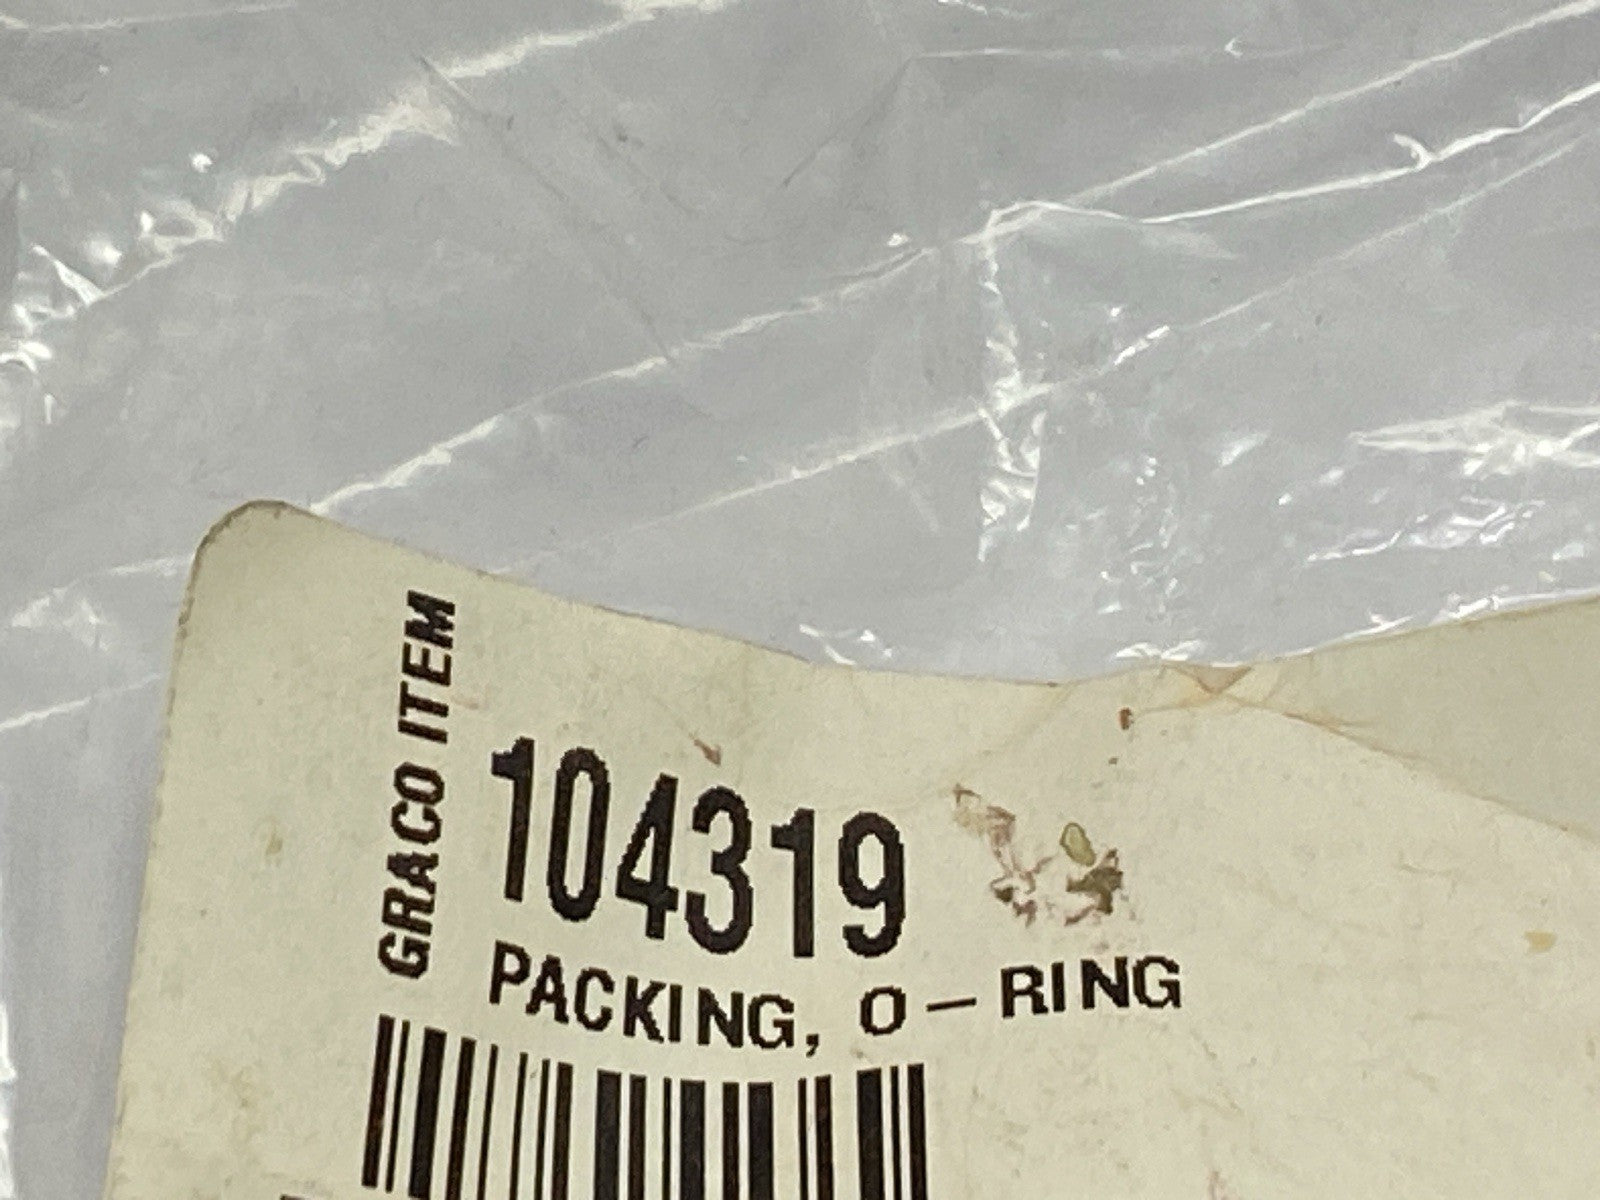 GRACO ITEM
104319
PACKING, O-RING